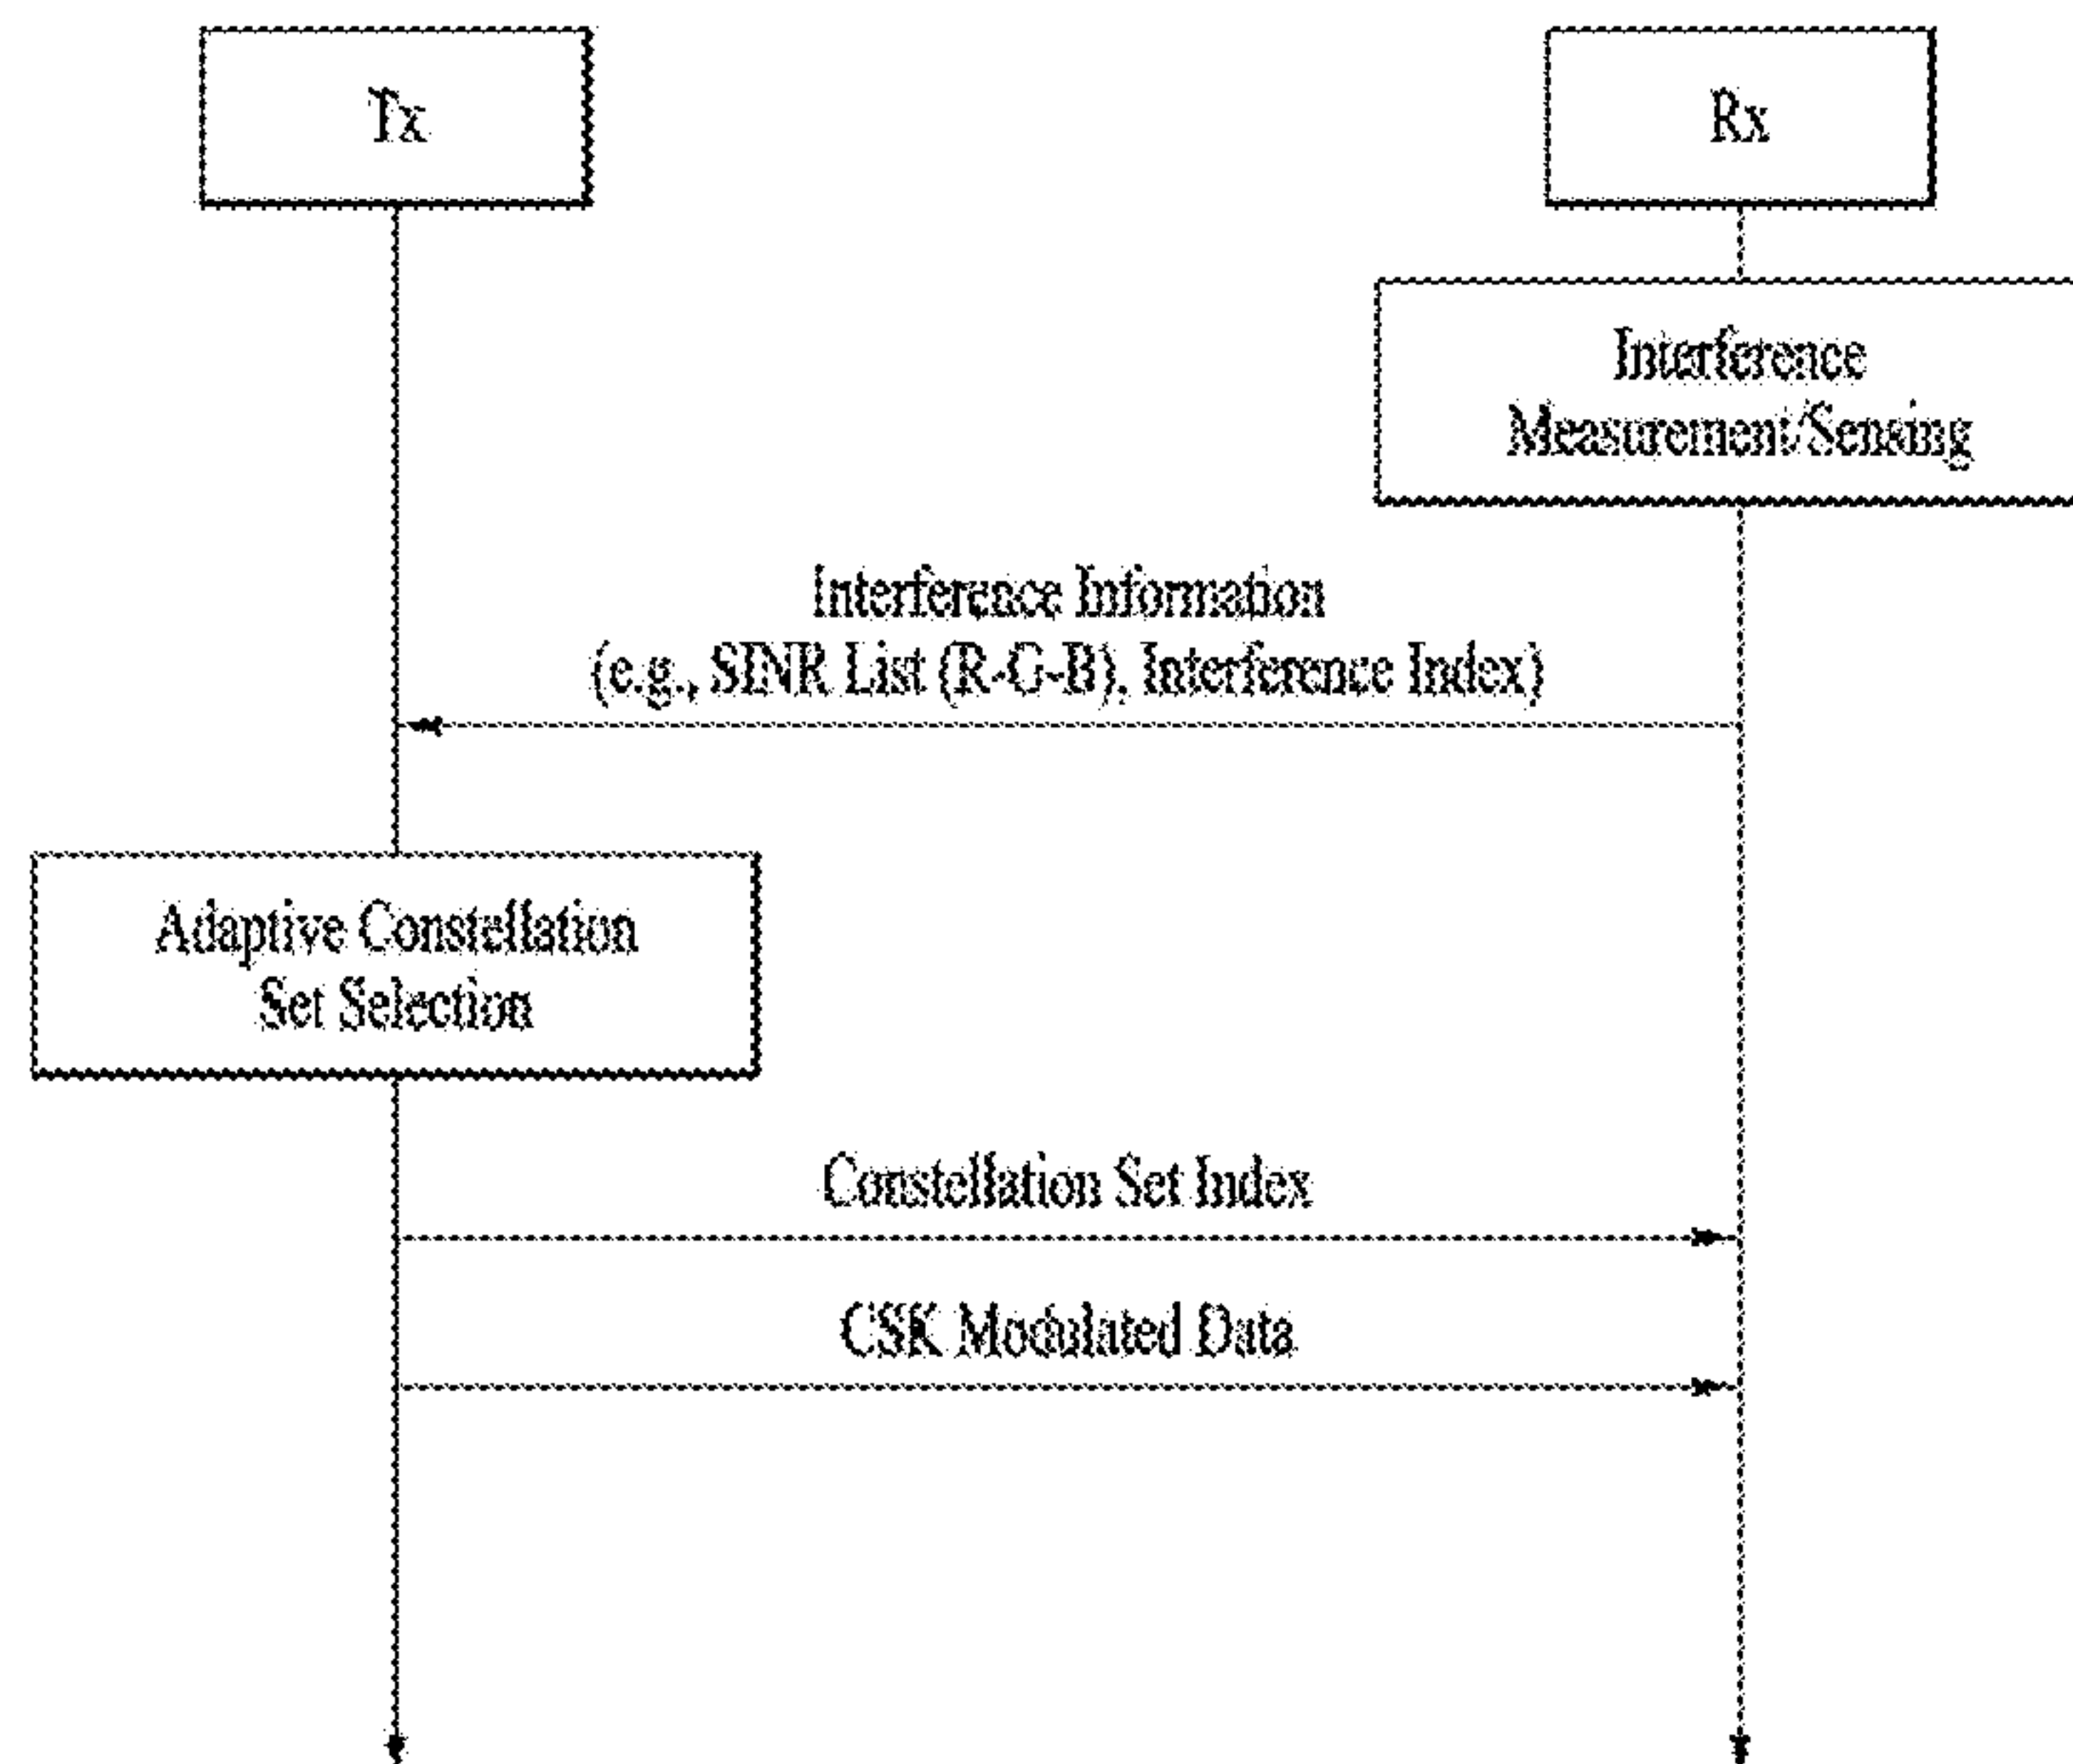 Tx
Rx
Interference
Measurement/Sensing
Interference Information
(e.g., SINR List (R-G-B), Interference Index)
Adaptive Constellation
Set Selection
Constellation Set Index
CSK Modulated Data